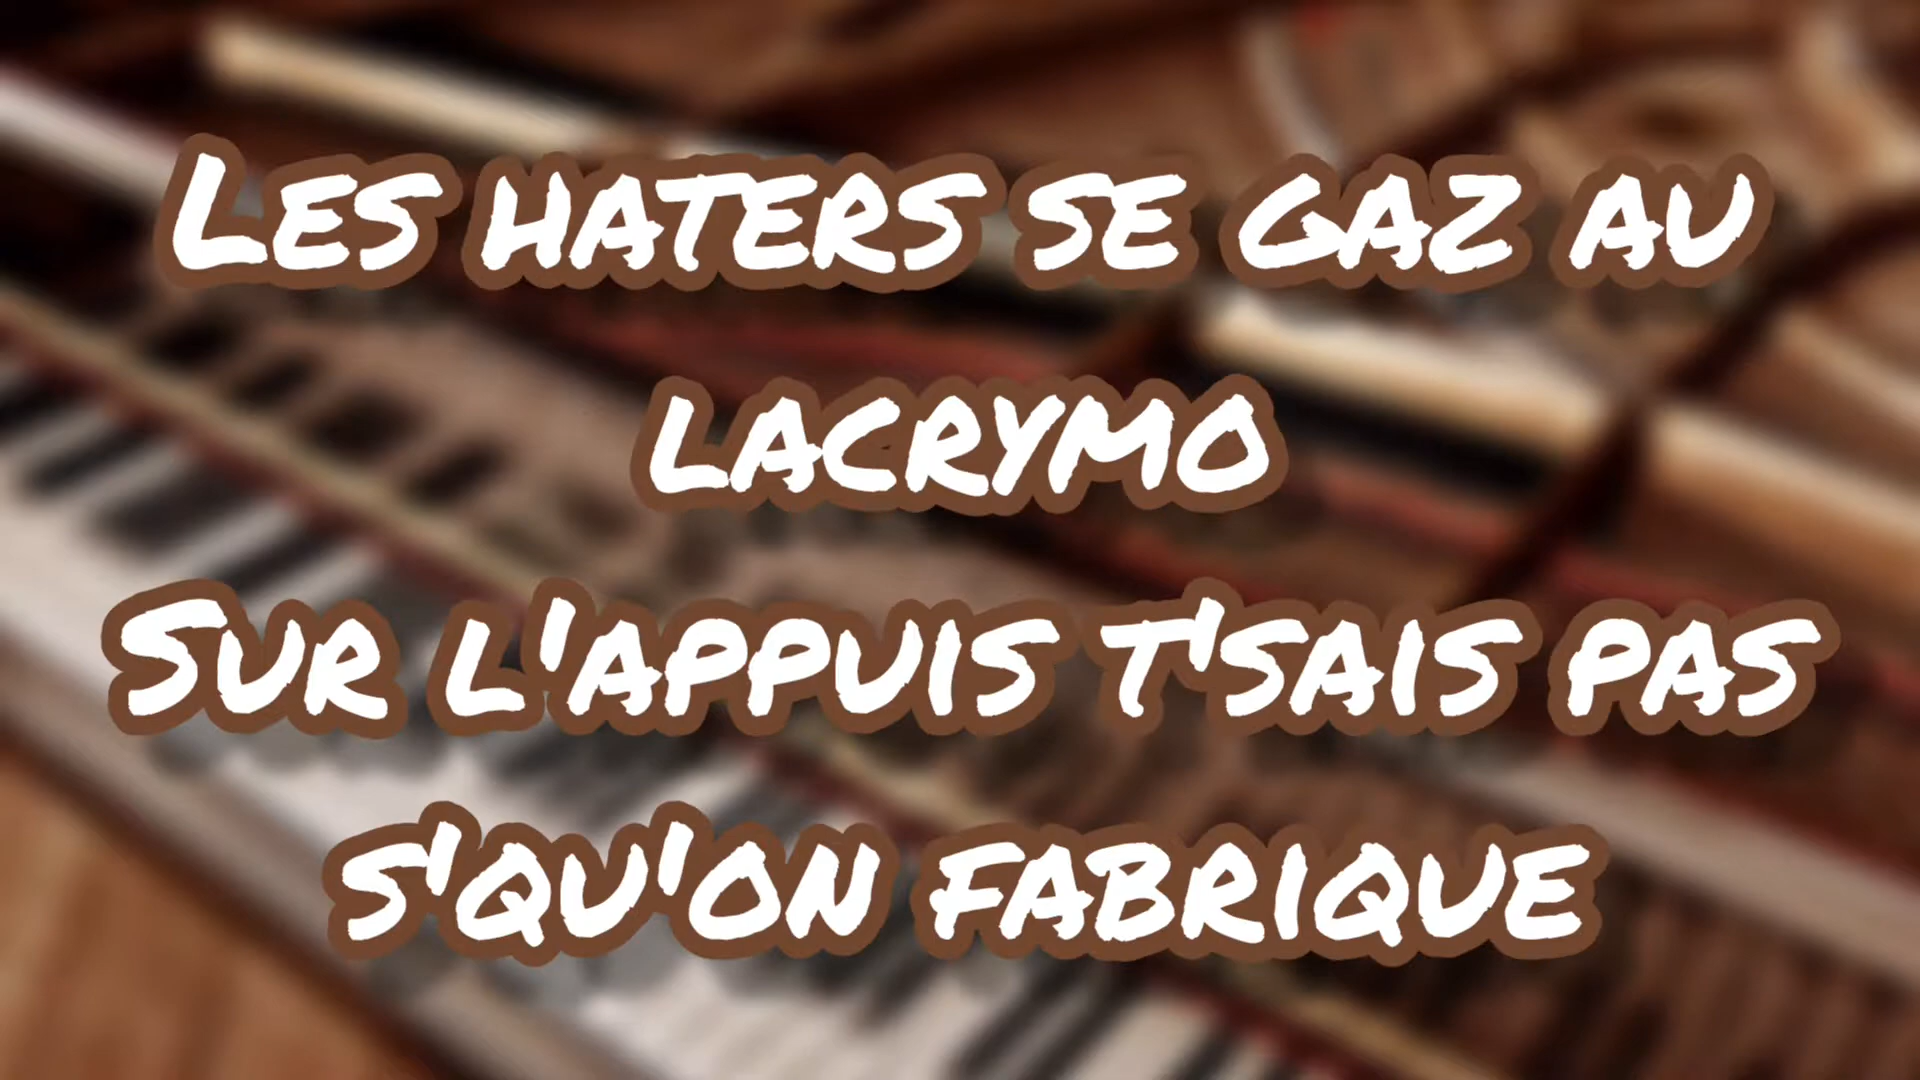 Les haters se gaz au
lacrymo
Sur l'appuis t'sais pas
s'qu'on fabrique